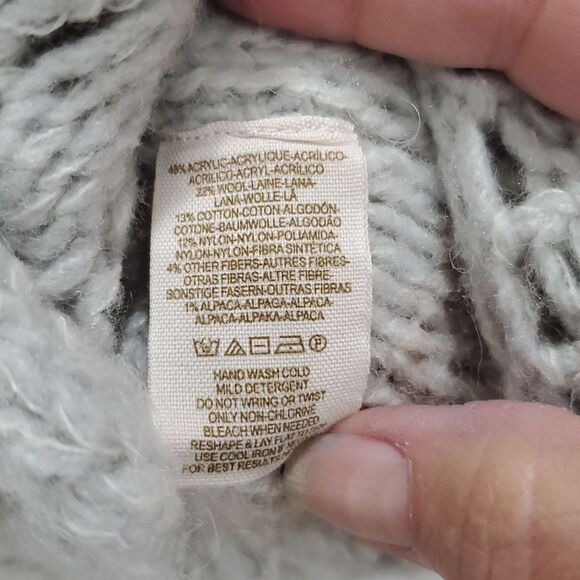 48% ACRYLIC-ACRYLIQUE-ACRÍLICO-
ACRILICO-ACRYL-ACRÍLICO
22% WOOL-LAINE-LANA-
LANA-WOLLE-LÃ
13% COTTON-COTON-ALGODÓN-
COTONE-BAUMWOLLE-ALGODÃO
12% NYLON-NYLON-POLIAMIDA-
NYLON-NYLON-FIBRA SINTETICA
4% OTHER FIBERS-AUTRES FIBRES-
OTRAS FIBRAS-ALTRE FIBRE-
SONSTIGE FASERN-OUTRAS FIBRAS
1% ALPACA-ALPAGA-ALPACA-
ALPACA-ALPAKA-ALPACA
P
HAND WASH COLD
MILD DETERGENT
DO NOT WRING OR TWIST
ONLY NON-CHLORINE
BLEACH WHEN NEEDED
RESHAPE & LAY FLAT TO
USE COOL IRON IF
FOR BEST RESULTS